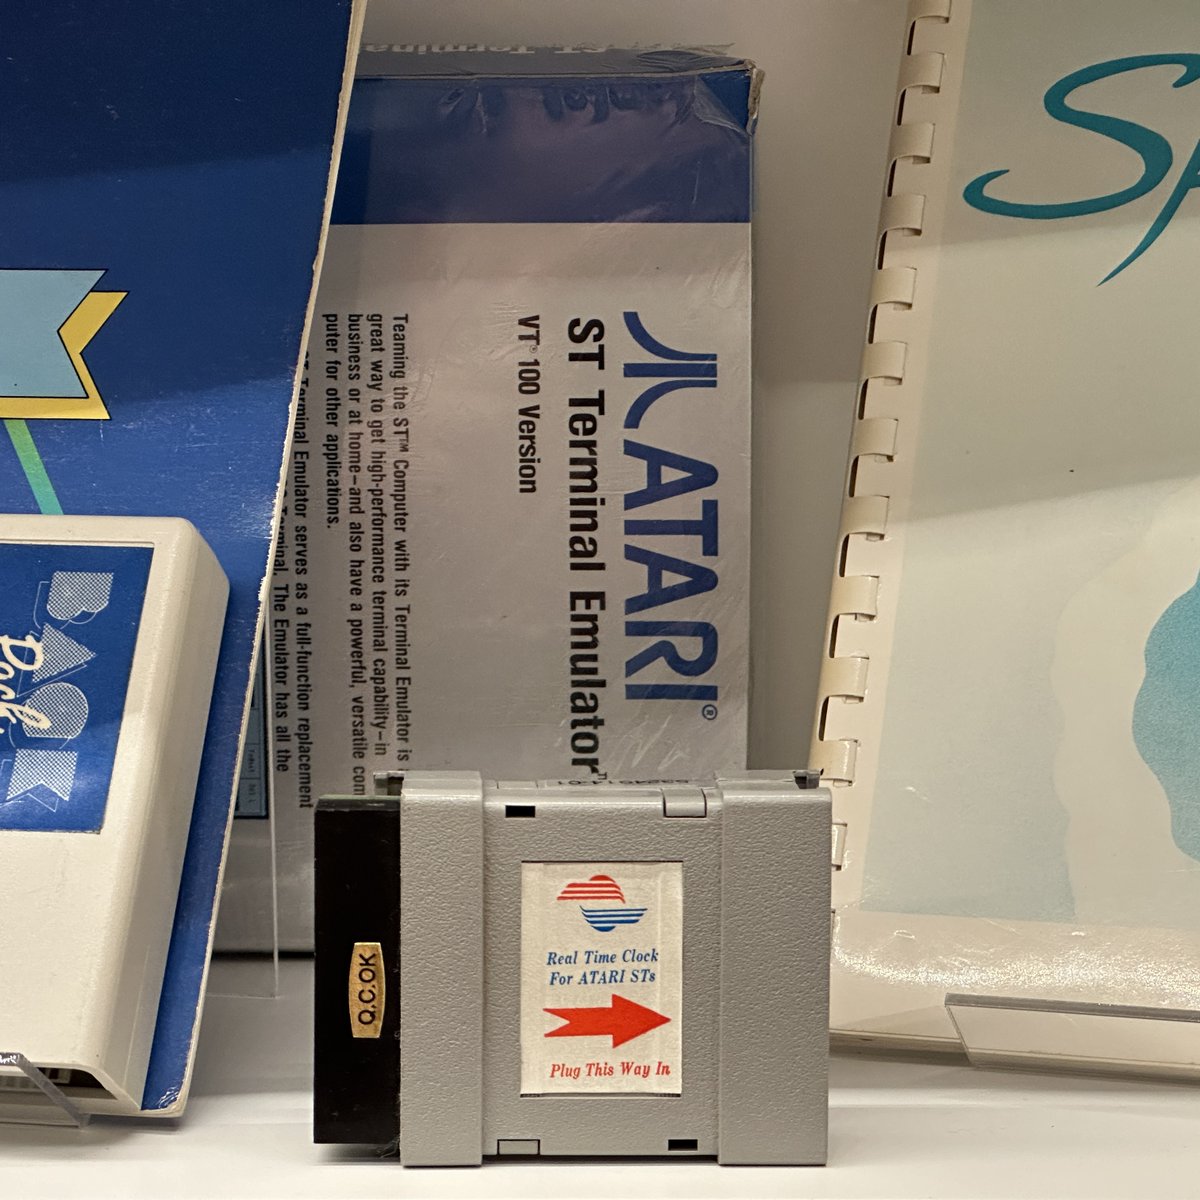 ATARI®
ST Terminal Emulator
VT® 100 Version
Teaming the ST™ Computer with its Terminal Emulator is
great way to get high-performance terminal capability–in
business or at home–and also have a powerful, versatile com
puter for other applications.
Terminal Emulator serves as a full-function replacement
Terminal. The Emulator has all the
BACK
Pack
Q.C.OK
Real Time Clock
For ATARI STs
Plug This Way In